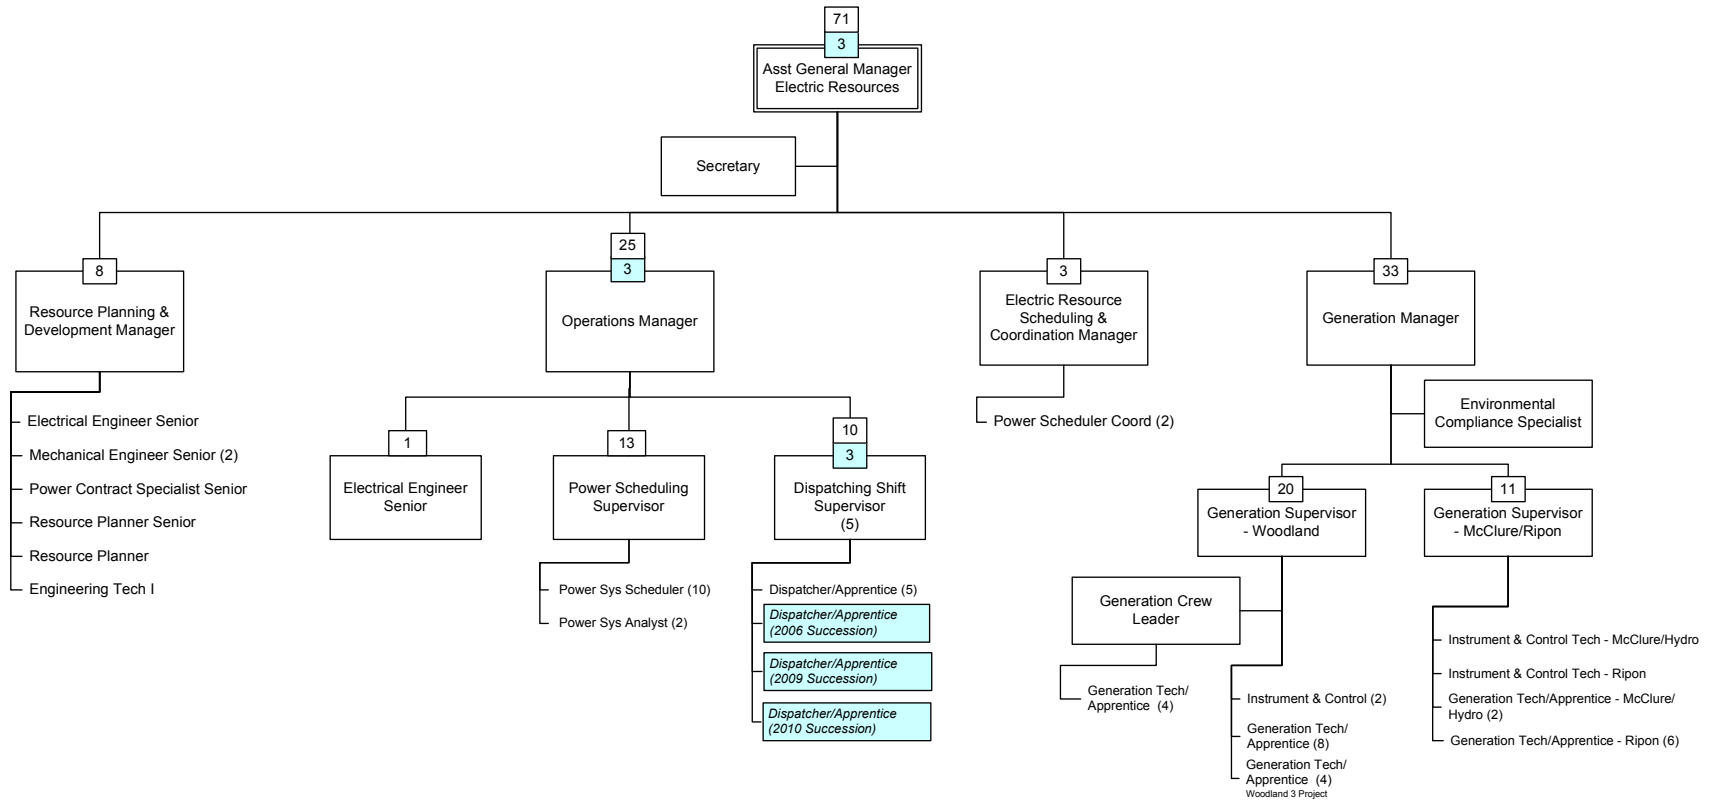 71
3
Asst General Manager
Electric Resources
Secretary
8
Resource Planning &
Development Manager
Electrical Engineer Senior
Mechanical Engineer Senior (2)
Power Contract Specialist Senior
Resource Planner Senior
Resource Planner
Engineering Tech I
25
3
Operations Manager
1
Electrical Engineer
Senior
13
Power Scheduling
Supervisor
Power Sys Scheduler (10)
Power Sys Analyst (2)
10
3
Dispatching Shift
Supervisor
(5)
Dispatcher/Apprentice (5)
Dispatcher/Apprentice
(2006 Succession)
Dispatcher/Apprentice
(2009 Succession)
Dispatcher/Apprentice
(2010 Succession)
3
Electric Resource
Scheduling &
Coordination Manager
Power Scheduler Coord (2)
33
Generation Manager
Environmental
Compliance Specialist
20
Generation Supervisor
- Woodland
Generation Crew
Leader
Generation Tech/
Apprentice (4)
Instrument & Control (2)
Generation Tech/
Apprentice (8)
Generation Tech/
Apprentice (4)
Woodland 3 Project
11
Generation Supervisor
- McClure/Ripon
Instrument & Control Tech - McClure/Hydro
Instrument & Control Tech - Ripon
Generation Tech/Apprentice - McClure/
Hydro (2)
Generation Tech/Apprentice - Ripon (6)